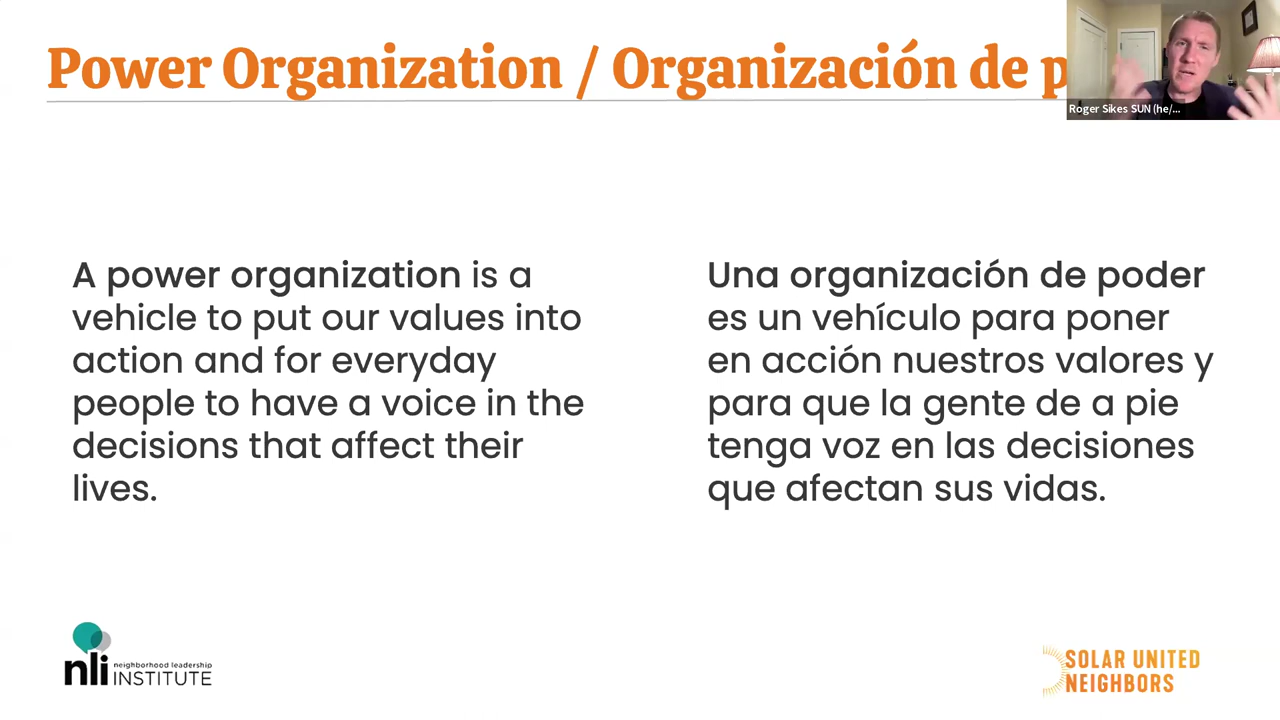 Power Organization / Organización de p
Roger Sikes SUN (he/...
A power organization is a
vehicle to put our values into
action and for everyday
people to have a voice in the
decisions that affect their
lives.
Una organización de poder
es un vehículo para poner
en acción nuestros valores y
para que la gente de a pie
tenga voz en las decisiones
que afectan sus vidas.
nli neighborhood leadership
INSTITUTE
SOLAR UNITED
NEIGHBORS